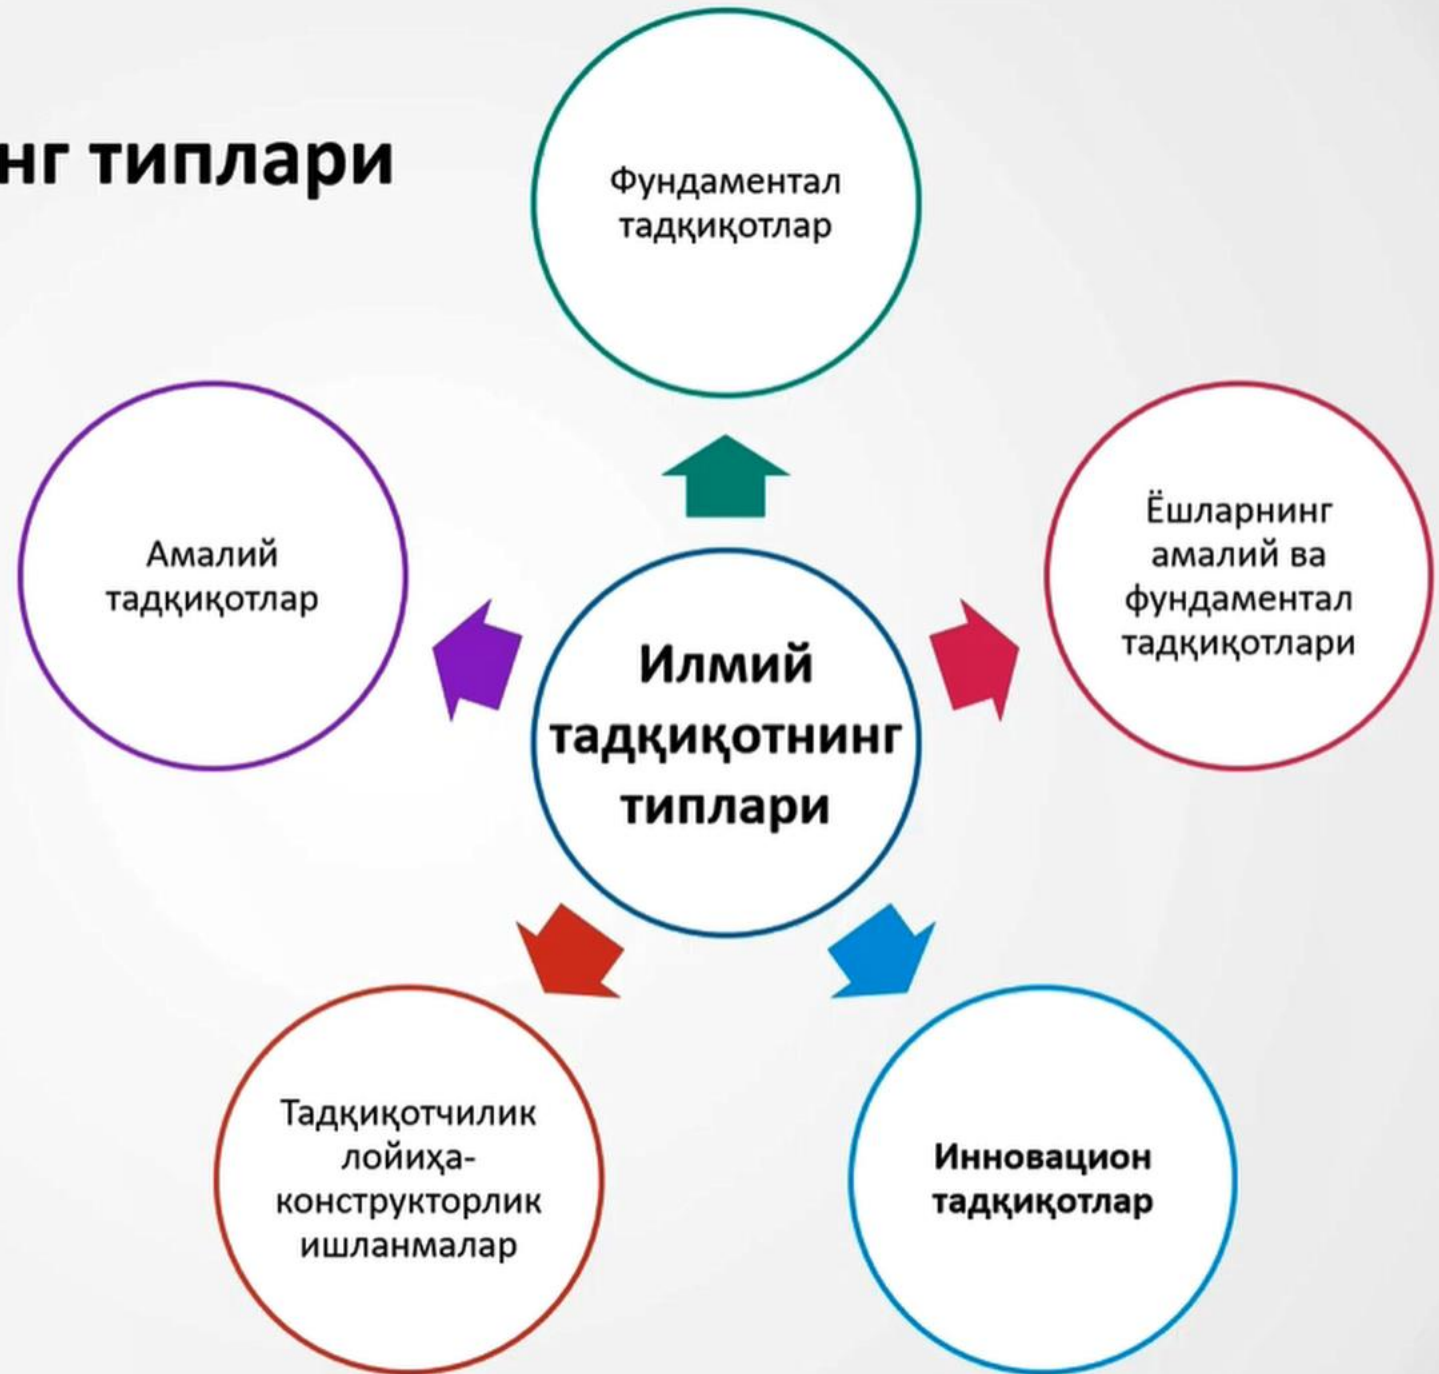 нг типлари
Фундаментал
тадқиқотлар
Ёшларнинг
амалий ва
фундаментал
тадқиқотлари
Инновацион
тадқиқотлар
Тадқиқотчилик
лойиҳа-
конструкторлик
ишланмалар
Амалий
тадқиқотлар
Илмий
тадқиқотнинг
типлари